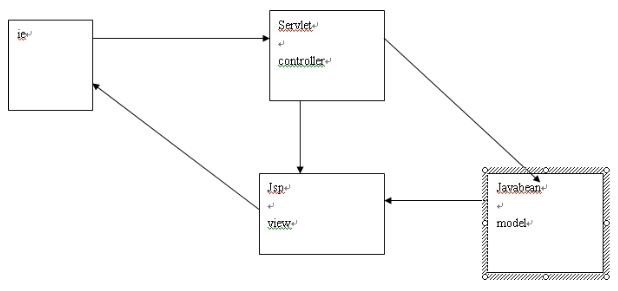 ie
Servlet
controller
Jsp
view
Javabean
model